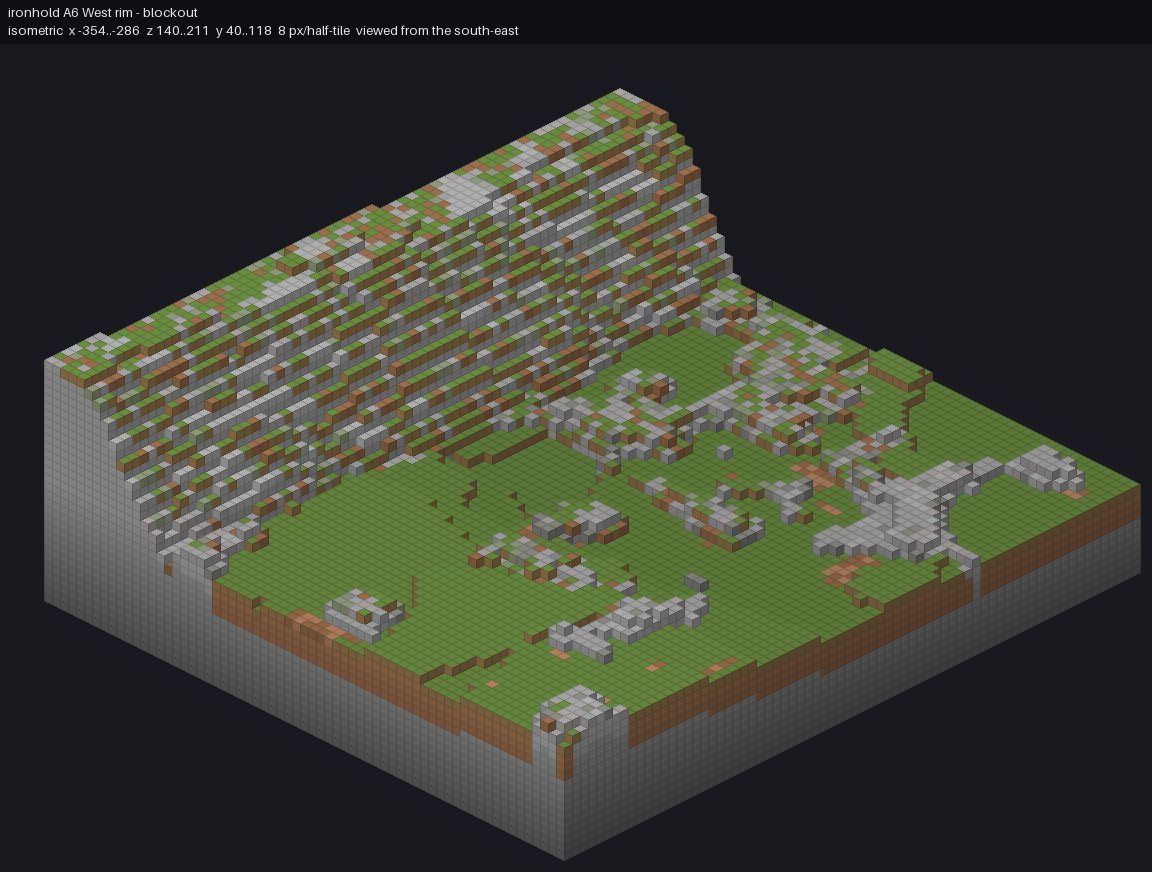 ironhold A6 West rim - blockout
isometric x -354..-286 z 140..211 y 40..118 8 px/half-tile viewed from the south-east